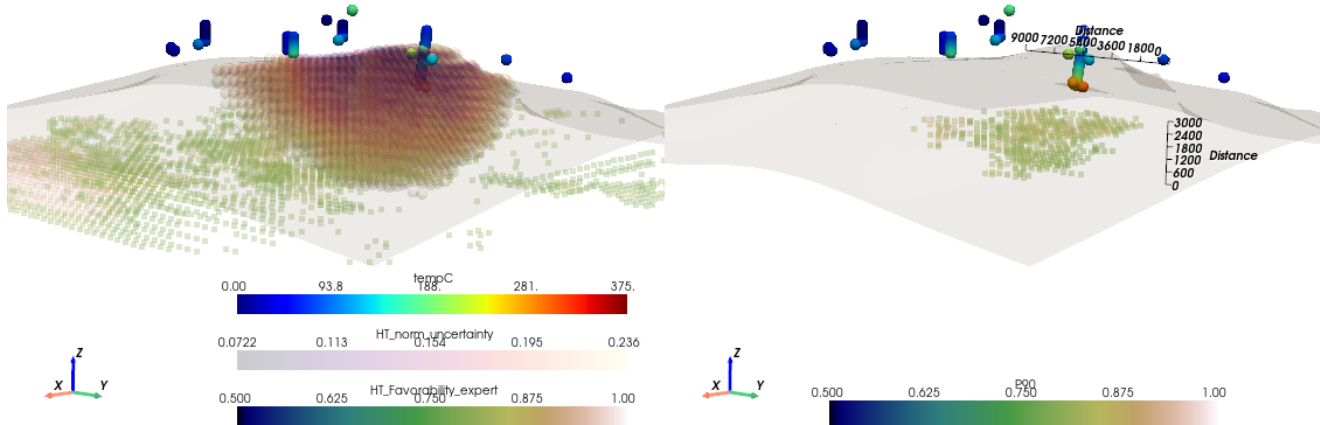 Distance
9000 7200 5400 3600 1800 0
3000
2400
1800
1200
600
0
Distance
tempC
0.00 93.8 188. 281. 375.
HT_norm_uncertainty
0.0722 0.113 0.154 0.195 0.236
HT_Favorability_expert
0.500 0.625 0.750 0.875 1.00
Z
X
Y
Z
X
Y
P90
0.500 0.625 0.750 0.875 1.00